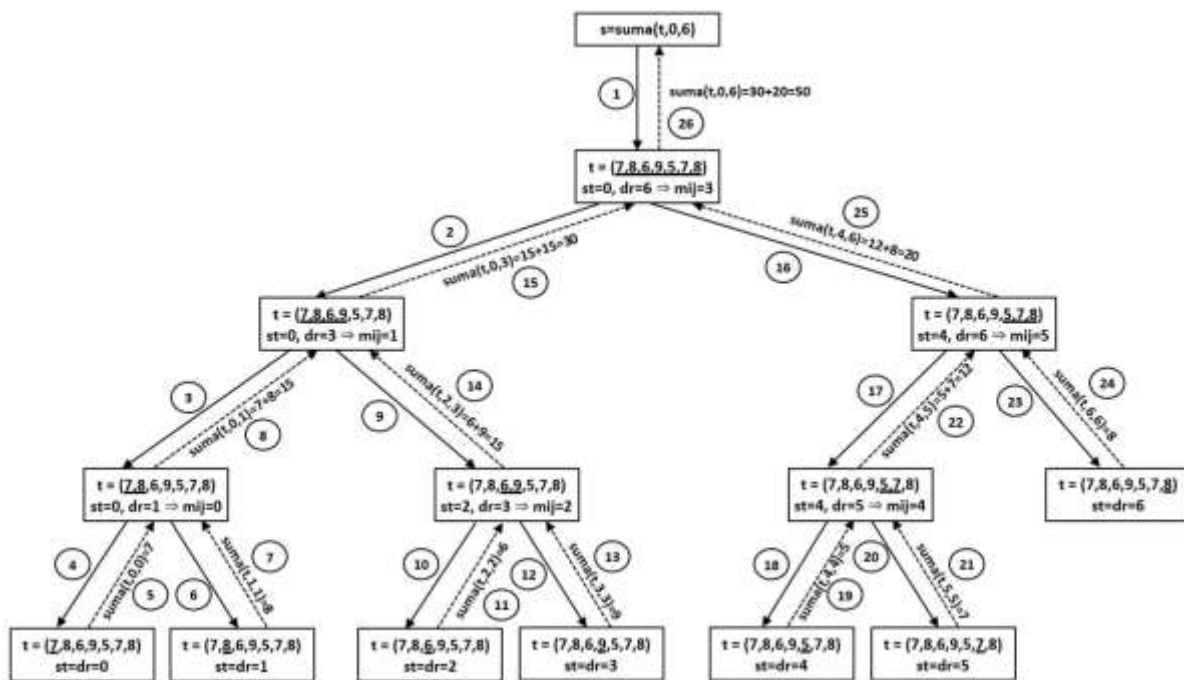 s=suma(t,0,6)
1
suma(t,0,6)=30+20=50
26
t = (7,8,6,9,5,7,8)
st=0, dr=6 ⇒ mij=3
2
suma(t,0,3)=15+15=30
15
25
suma(t,4,6)=12+8=20
16
t = (7,8,6,9,5,7,8)
st=0, dr=3 ⇒ mij=1
t = (7,8,6,9,5,7,8)
st=4, dr=6 ⇒ mij=5
3
suma(t,0,1)=7+8=15
8
9
14
suma(t,2,3)=6+9=15
17
suma(t,4,5)=5+7=12
22
23
24
suma(t,6,6)=8
t = (7,8,6,9,5,7,8)
st=0, dr=1 ⇒ mij=0
t = (7,8,6,9,5,7,8)
st=2, dr=3 ⇒ mij=2
t = (7,8,6,9,5,7,8)
st=4, dr=5 ⇒ mij=4
t = (7,8,6,9,5,7,8)
st=dr=6
4
suma(t,0,0)=7
5
6
7
suma(t,1,1)=8
10
suma(t,2,2)=6
11
12
13
suma(t,3,3)=9
18
suma(t,4,4)=5
19
20
21
suma(t,5,5)=7
t = (7,8,6,9,5,7,8)
st=dr=0
t = (7,8,6,9,5,7,8)
st=dr=1
t = (7,8,6,9,5,7,8)
st=dr=2
t = (7,8,6,9,5,7,8)
st=dr=3
t = (7,8,6,9,5,7,8)
st=dr=4
t = (7,8,6,9,5,7,8)
st=dr=5